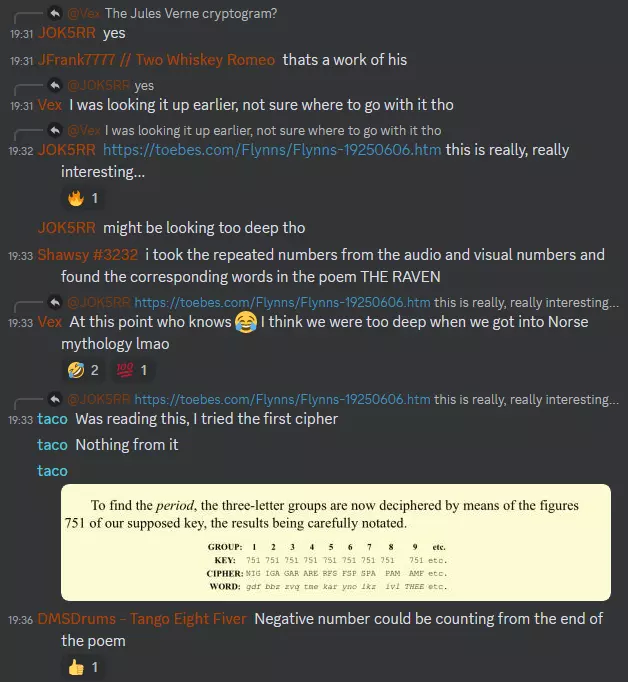 @Vex The Jules Verne cryptogram?
19:31 JOK5RR yes
19:31 JFrank7777 // Two Whiskey Romeo thats a work of his
@JOK5RR yes
19:31 Vex I was looking it up earlier, not sure where to go with it tho
@Vex I was looking it up earlier, not sure where to go with it tho
19:32 JOK5RR https://toebes.com/Flynns/Flynns-19250606.htm this is really, really
interesting...
🔥 1
JOK5RR might be looking too deep tho
19:33 Shawsy #3232 i took the repeated numbers from the audio and visual numbers and
found the corresponding words in the poem THE RAVEN
@JOK5RR https://toebes.com/Flynns/Flynns-19250606.htm this is really, really interesting...
19:33 Vex At this point who knows 😂 I think we were too deep when we got into Norse
mythology lmao
🤣 2 💯 1
@JOK5RR https://toebes.com/Flynns/Flynns-19250606.htm this is really, really interesting...
19:33 taco Was reading this, I tried the first cipher
taco Nothing from it
taco
To find the period, the three-letter groups are now deciphered by means of the figures
751 of our supposed key, the results being carefully notated.
GROUP: 1 2 3 4 5 6 7 8 9 etc.
KEY: 751 751 751 751 751 751 751 751 751 etc.
CIPHER: NIG IGA GAR ARE RFS FSP SPA PAM AMF etc.
WORD: gdf bbz zvq tme kar yno lkz ivl THEE etc.
19:36 DMSDrums - Tango Eight Fiver Negative number could be counting from the end of
the poem
👍 1